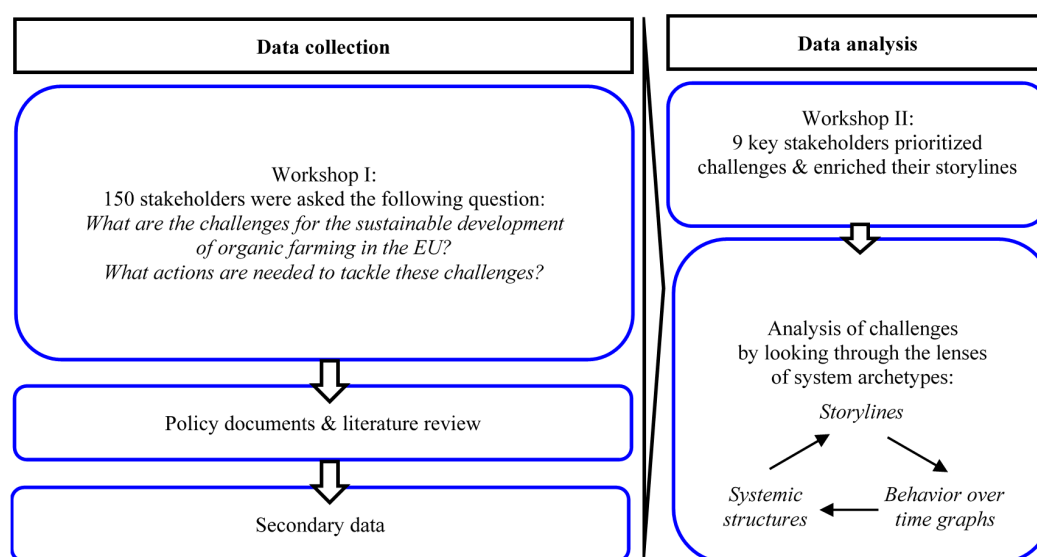 Data collection
Workshop I:
150 stakeholders were asked the following question:
What are the challenges for the sustainable development
of organic farming in the EU?
What actions are needed to tackle these challenges?
Policy documents & literature review
Secondary data
Data analysis
Workshop II:
9 key stakeholders prioritized
challenges & enriched their storylines
Analysis of challenges
by looking through the lenses
of system archetypes:
Storylines
Systemic
structures
Behavior over
time graphs